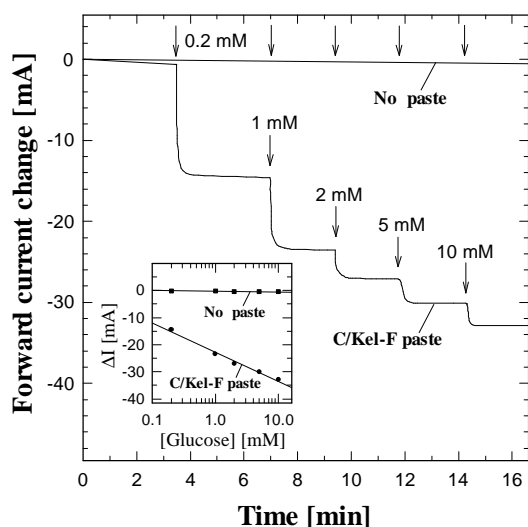 Forward current change [mA]
0
-10
-20
-30
-40
0.2 mM
No paste
1 mM
2 mM
5 mM
10 mM
C/Kel-F paste
ΔI [mA]
0
-10
-20
-30
-40
No paste
C/Kel-F paste
0.1
1.0
10.0
[Glucose] [mM]
0 2 4 6 8 10 12 14 16
Time [min]